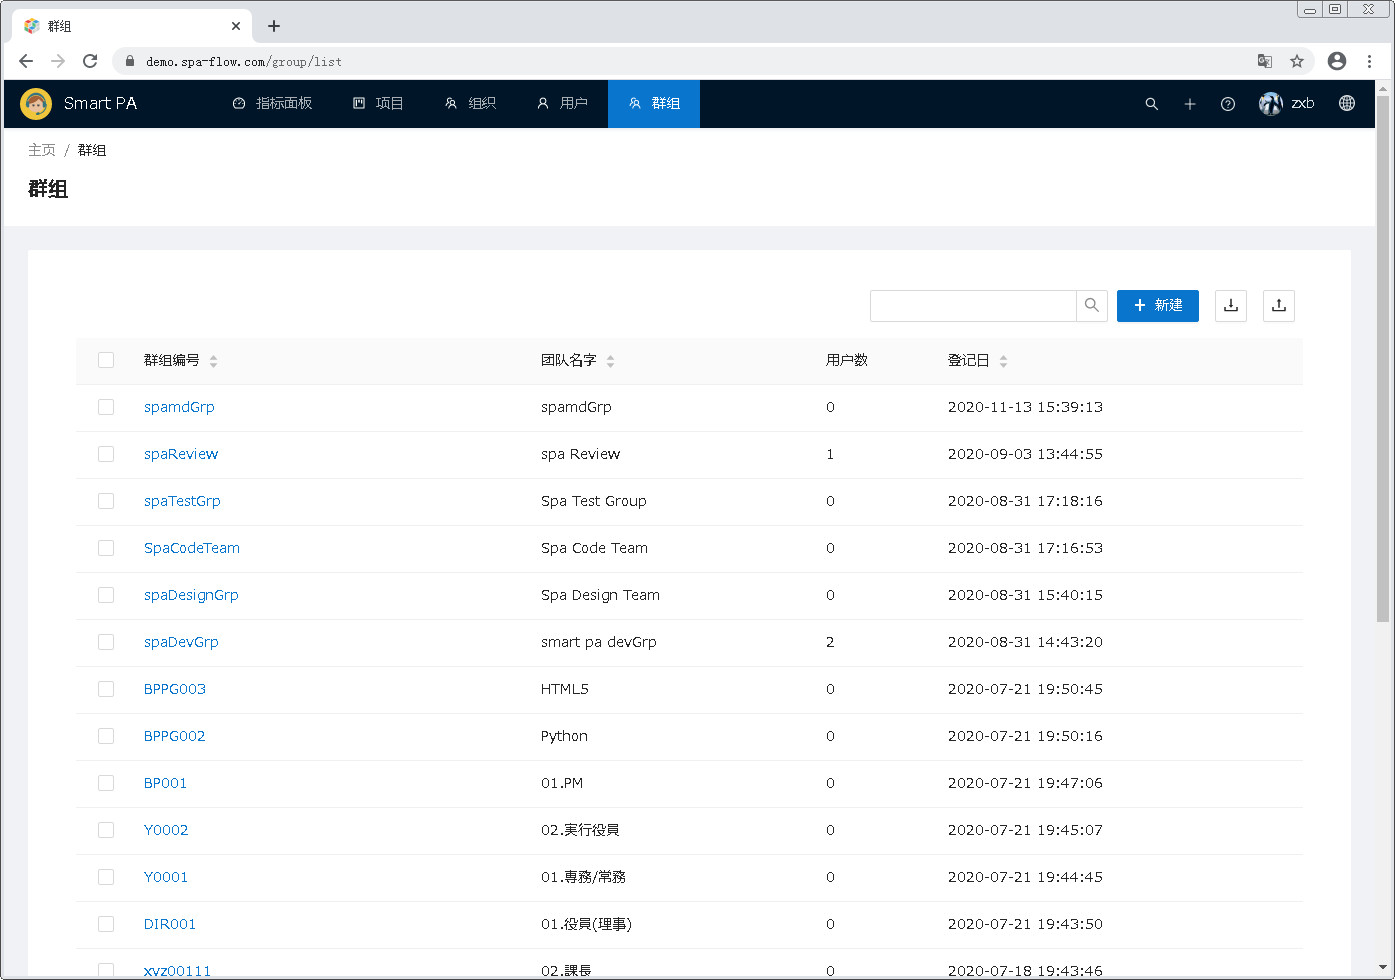 群组
demo.spa-flow.com/group/list
Smart PA 指标面板 项目 组织 用户 群组 zxb
主页 / 群组
群组
新建
群组编号 团队名字 用户数 登记日
spamdGrp spamdGrp 0 2020-11-13 15:39:13
spaReview spa Review 1 2020-09-03 13:44:55
spaTestGrp Spa Test Group 0 2020-08-31 17:18:16
SpaCodeTeam Spa Code Team 0 2020-08-31 17:16:53
spaDesignGrp Spa Design Team 0 2020-08-31 15:40:15
spaDevGrp smart pa devGrp 2 2020-08-31 14:43:20
BPPG003 HTML5 0 2020-07-21 19:50:45
BPPG002 Python 0 2020-07-21 19:50:16
BP001 01.PM 0 2020-07-21 19:47:06
Y0002 02.実行役員 0 2020-07-21 19:45:07
Y0001 01.専務/常務 0 2020-07-21 19:44:45
DIR001 01.役員(理事) 0 2020-07-21 19:43:50
xyz00111 02.課長 0 2020-07-18 19:43:46